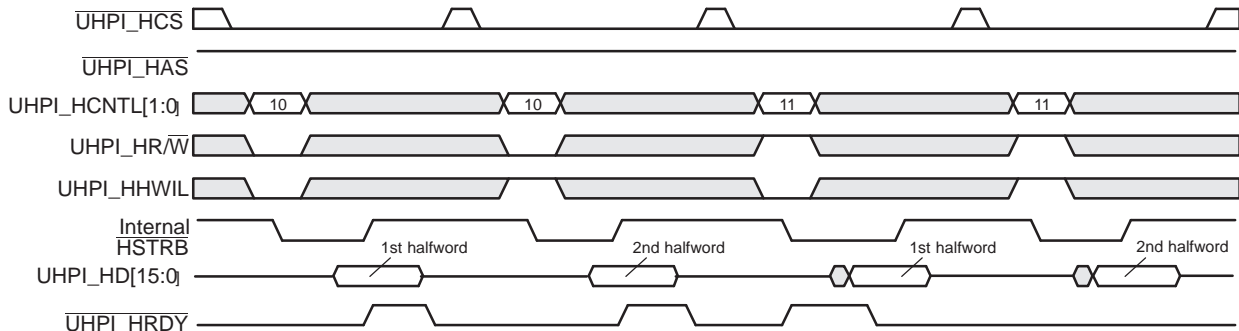 UHPI_HCS
UHPI_HAS
UHPI_HCNTL[1:0] 10 10 11 11
UHPI_HR/W
UHPI_HHWIL
Internal
HSTRB
1st halfword 2nd halfword 1st halfword 2nd halfword
UHPI_HD[15:0]
UHPI_HRDY